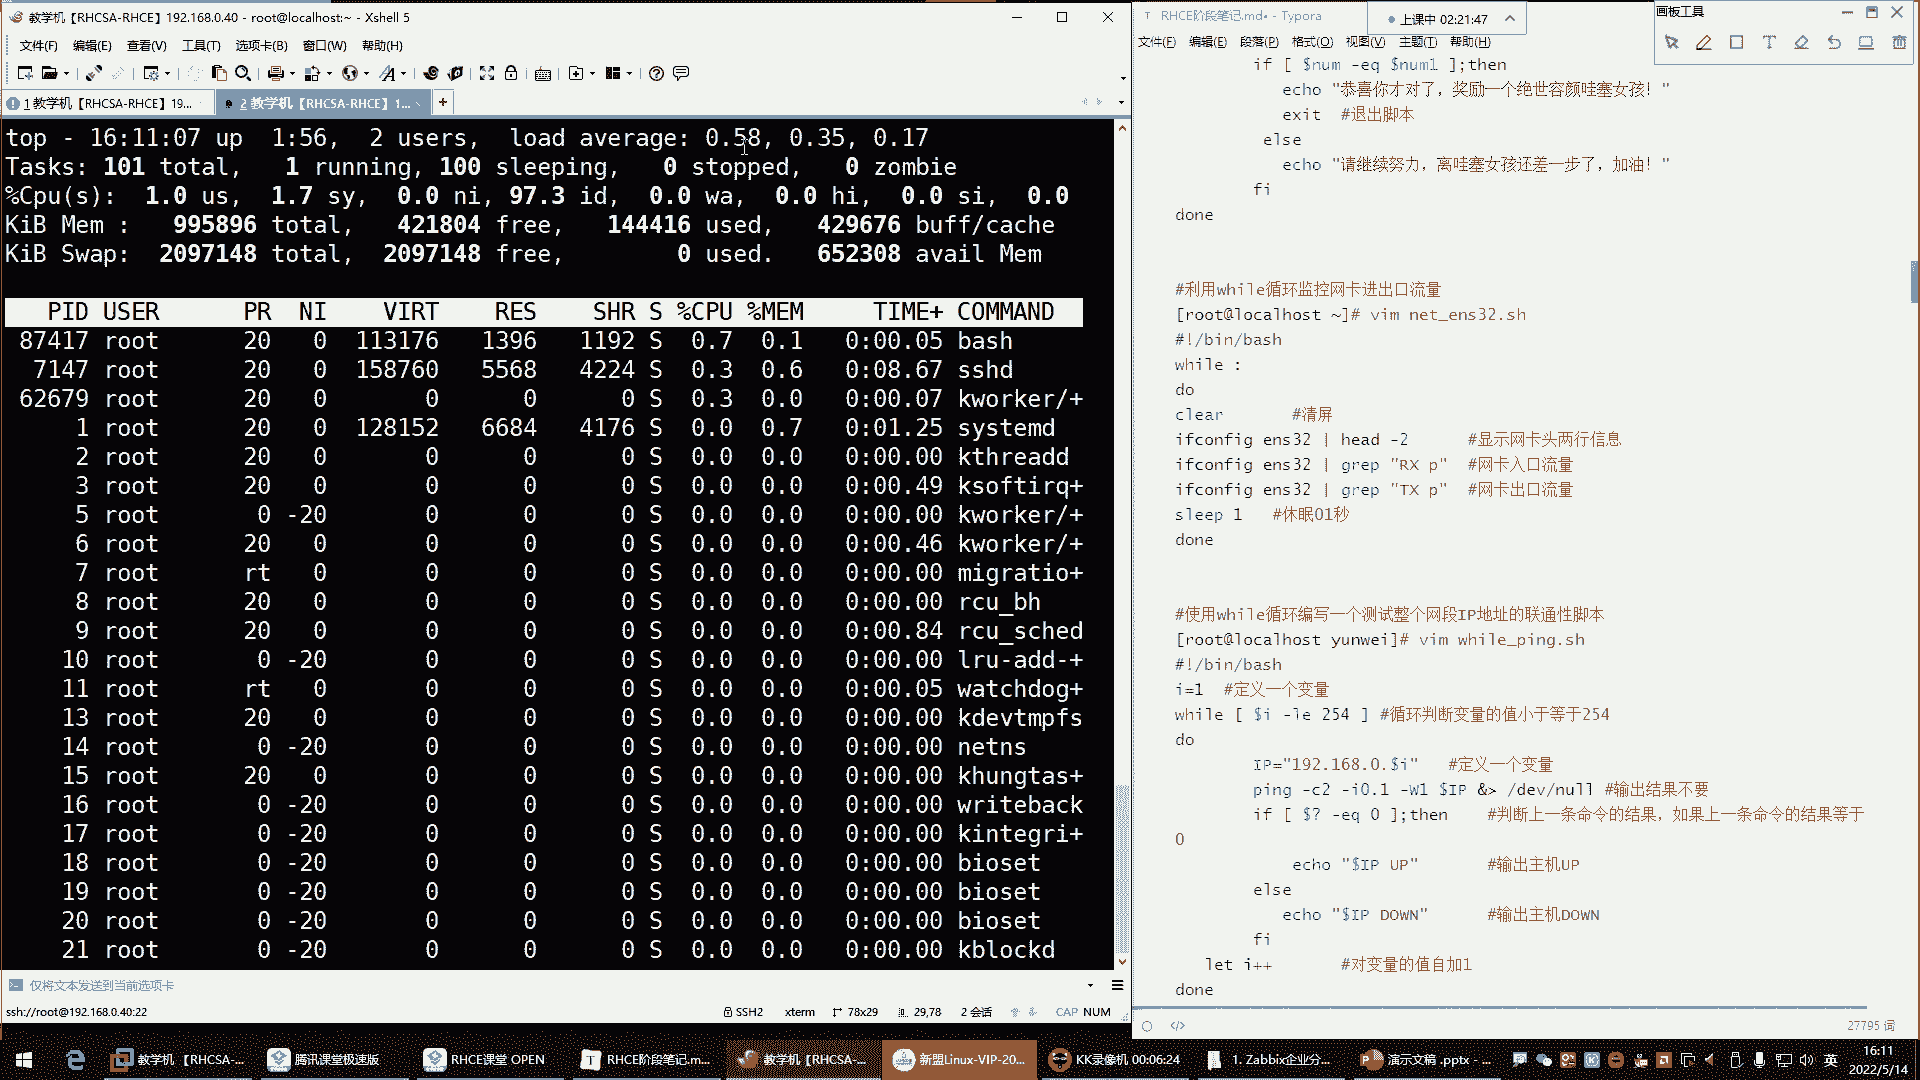 教学机【RHCSA-RHCE】192.168.0.40 - root@localhost:~ - Xshell 5
文件(F) 编辑(E) 查看(V) 工具(T) 选项卡(B) 窗口(W) 帮助(H)
1 教学机【RHCSA-RHCE】19...
2 教学机【RHCSA-RHCE】1...
top - 16:11:07 up  1:56,  2 users,  load average: 0.58, 0.35, 0.17
Tasks: 101 total,   1 running, 100 sleeping,   0 stopped,   0 zombie
%Cpu(s):  1.0 us,  1.7 sy,  0.0 ni, 97.3 id,  0.0 wa,  0.0 hi,  0.0 si,  0.0
KiB Mem :   995896 total,   421804 free,   144416 used,   429676 buff/cache
KiB Swap:  2097148 total,  2097148 free,        0 used.   652308 avail Mem
PID USER PR NI VIRT RES SHR S %CPU %MEM TIME+ COMMAND
87417 root 20 0 113176 1396 1192 S 0.7 0.1 0:00.05 bash
7147 root 20 0 158760 5568 4224 S 0.3 0.6 0:08.67 sshd
62679 root 20 0 0 0 0 S 0.3 0.0 0:00.07 kworker/+
1 root 20 0 128152 6684 4176 S 0.0 0.7 0:01.25 systemd
2 root 20 0 0 0 0 S 0.0 0.0 0:00.00 kthreadd
3 root 20 0 0 0 0 S 0.0 0.0 0:00.49 ksoftirq+
5 root 0 -20 0 0 0 S 0.0 0.0 0:00.00 kworker/+
6 root 20 0 0 0 0 S 0.0 0.0 0:00.46 kworker/+
7 root rt 0 0 0 0 S 0.0 0.0 0:00.00 migratio+
8 root 20 0 0 0 0 S 0.0 0.0 0:00.00 rcu_bh
9 root 20 0 0 0 0 S 0.0 0.0 0:00.84 rcu_sched
10 root 0 -20 0 0 0 S 0.0 0.0 0:00.00 lru-add-+
11 root rt 0 0 0 0 S 0.0 0.0 0:00.05 watchdog+
13 root 20 0 0 0 0 S 0.0 0.0 0:00.00 kdevtmpfs
14 root 0 -20 0 0 0 S 0.0 0.0 0:00.00 netns
15 root 20 0 0 0 0 S 0.0 0.0 0:00.00 khungtas+
16 root 0 -20 0 0 0 S 0.0 0.0 0:00.00 writeback
17 root 0 -20 0 0 0 S 0.0 0.0 0:00.00 kintegri+
18 root 0 -20 0 0 0 S 0.0 0.0 0:00.00 bioset
19 root 0 -20 0 0 0 S 0.0 0.0 0:00.00 bioset
20 root 0 -20 0 0 0 S 0.0 0.0 0:00.00 bioset
21 root 0 -20 0 0 0 S 0.0 0.0 0:00.00 kblockd
仅将文本发送到当前选项卡
ssh://root@192.168.0.40:22 SSH2 xterm 78x29 29,78 2 会话 CAP NUM
RHCE阶段笔记.md• - Typora
上课中 02:21:47
画板工具
文件(F) 编辑(E) 段落(P) 格式(O) 视图(V) 主题(T) 帮助(H)
if [ $num -eq $num1 ];then
echo "恭喜你才对了，奖励一个绝世容颜哇塞女孩！"
exit  #退出脚本
else
echo "请继续努力，离哇塞女孩还差一步了，加油！"
fi
done
#利用while循环监控网卡进出口流量
[root@localhost ~]# vim net_ens32.sh
#!/bin/bash
while :
do
clear       #清屏
ifconfig ens32 | head -2      #显示网卡头两行信息
ifconfig ens32 | grep "RX p"  #网卡入口流量
ifconfig ens32 | grep "TX p"  #网卡出口流量
sleep 1   #休眠01秒
done
#使用while循环编写一个测试整个网段IP地址的联通性脚本
[root@localhost yunwei]# vim while_ping.sh
#!/bin/bash
i=1  #定义一个变量
while [ $i -le 254 ] #循环判断变量的值小于等于254
do
IP="192.168.0.$i"   #定义一个变量
ping -c2 -i0.1 -W1 $IP &> /dev/null #输出结果不要
if [ $? -eq 0 ];then    #判断上一条命令的结果，如果上一条命令的结果等于
0
echo "$IP UP"       #输出主机UP
else
echo "$IP DOWN"      #输出主机DOWN
fi
let i++       #对变量的值自加1
done
27795 词
教学机【RHCSA-... 腾讯课堂极速版 RHCE课堂 OPEN RHCE阶段笔记.m... 教学机【RHCSA-... 新盟Linux-VIP-20... KK录像机 00:06:24 1. Zabbix企业分... 演示文稿 .pptx - ... 英 16:11
2022/5/14